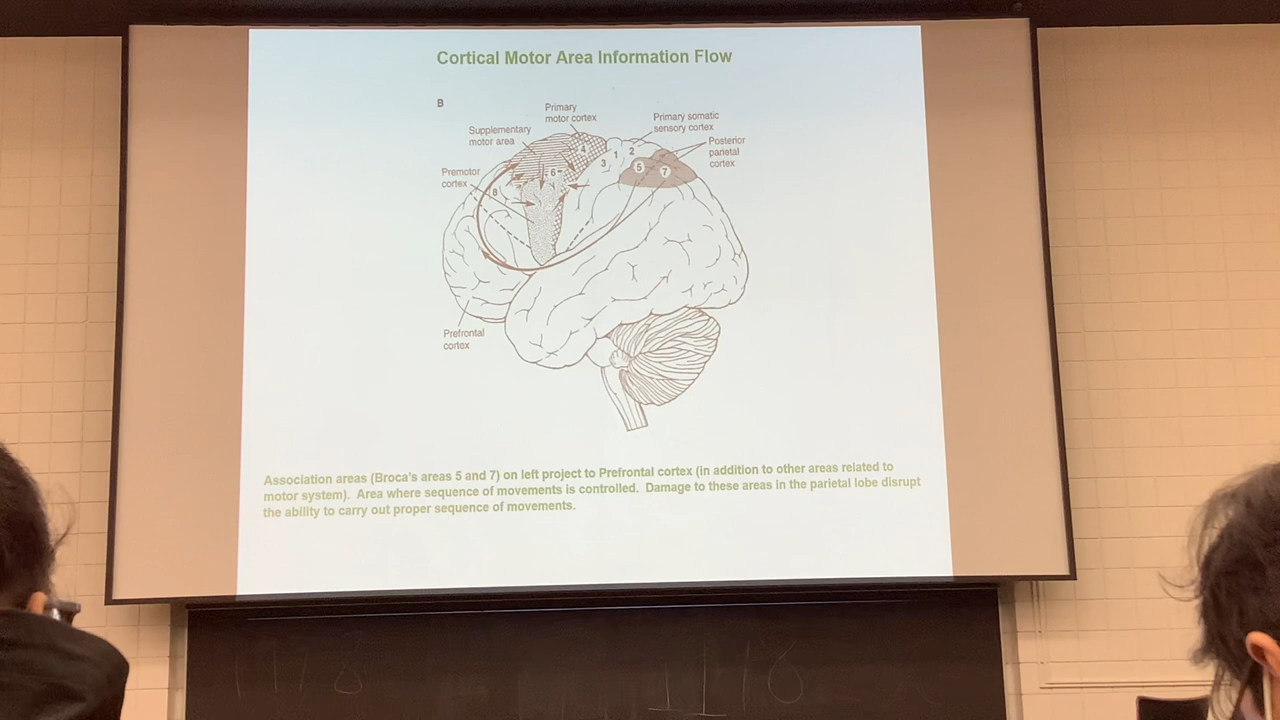 Cortical Motor Area Information Flow
B
Primary
motor cortex
Supplementary
motor area
Primary somatic
sensory cortex
Posterior
parietal
cortex
Premotor
cortex
4
1
2
3
6
5
7
8
Prefrontal
cortex
Association areas (Broca's areas 5 and 7) on left project to Prefrontal cortex (in addition to other areas related to
motor system). Area where sequence of movements is controlled. Damage to these areas in the parietal lobe disrupt
the ability to carry out proper sequence of movements.